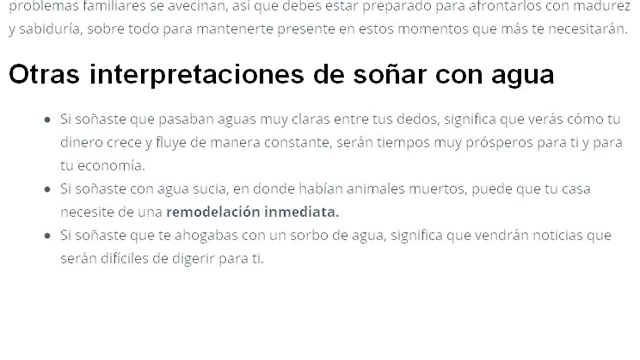 problemas familiares se avecinan, así que debes estar preparado para afrontarlos con madurez
y sabiduría, sobre todo para mantenerte presente en estos momentos que más te necesitarán.
Otras interpretaciones de soñar con agua
• Si soñaste que pasaban aguas muy claras entre tus dedos, significa que verás cómo tu
dinero crece y fluye de manera constante, serán tiempos muy prósperos para ti y para
tu economía.
• Si soñaste con agua sucia, en donde habían animales muertos, puede que tu casa
necesite de una remodelación inmediata.
• Si soñaste que te ahogabas con un sorbo de agua, significa que vendrán noticias que
serán difíciles de digerir para ti.